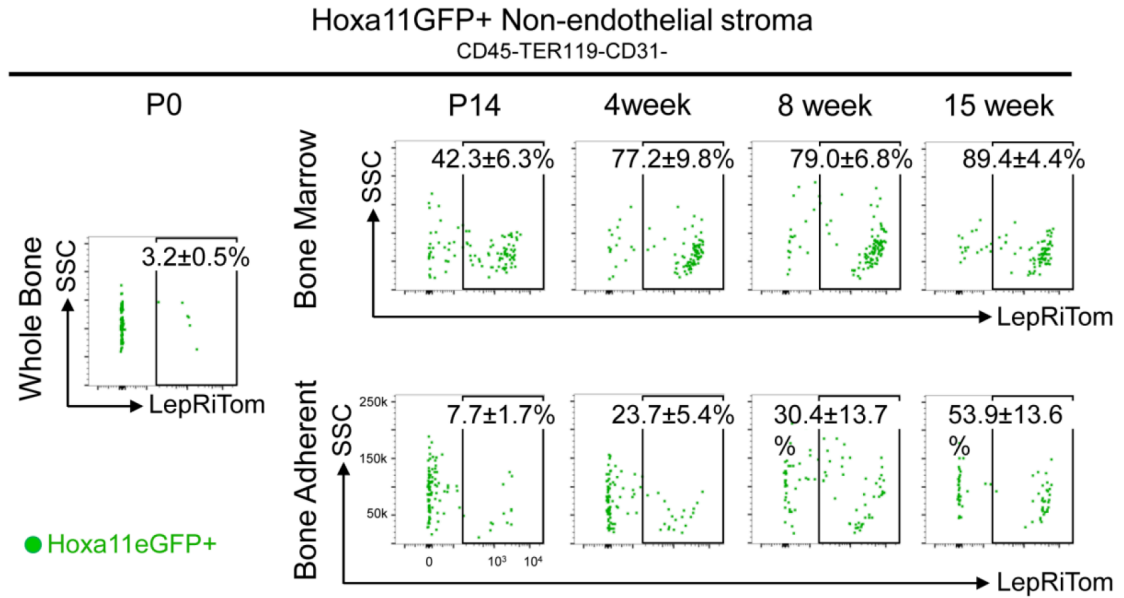 Hoxa11GFP+ Non-endothelial stroma
CD45-TER119-CD31-
P0
P14
4week
8 week
15 week
Whole Bone
SSC
3.2±0.5%
LepRiTom
Bone Marrow
SSC
42.3±6.3%
77.2±9.8%
79.0±6.8%
89.4±4.4%
LepRiTom
Bone Adherent
SSC
250k
150k
50k
7.7±1.7%
23.7±5.4%
30.4±13.7
%
53.9±13.6
%
0
10³
10⁴
LepRiTom
Hoxa11eGFP+